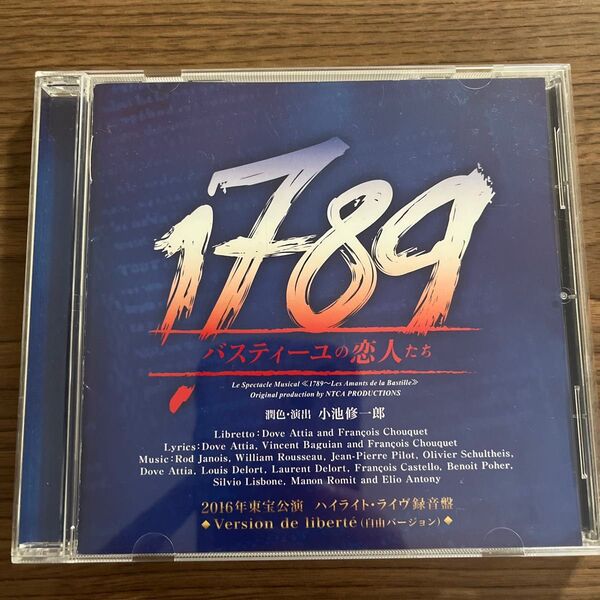 1789
バスティーユの恋人たち
Le Spectacle Musical ≪1789~Les Amants de la Bastille≫
Original production by NTCA PRODUCTIONS
潤色・演出 小池修一郎
Libretto: Dove Attia and François Chouquet
Lyrics: Dove Attia, Vincent Baguian and François Chouquet
Music: Rod Janois, William Rousseau, Jean-Pierre Pilot, Olivier Schultheis,
Dove Attia, Louis Delort, Laurent Delort, François Castello, Benoit Poher,
Silvio Lisbone, Manon Romit and Elio Antony
2016年東宝公演 ハイライト・ライヴ録音盤
◆Version de liberté(自由バージョン)◆